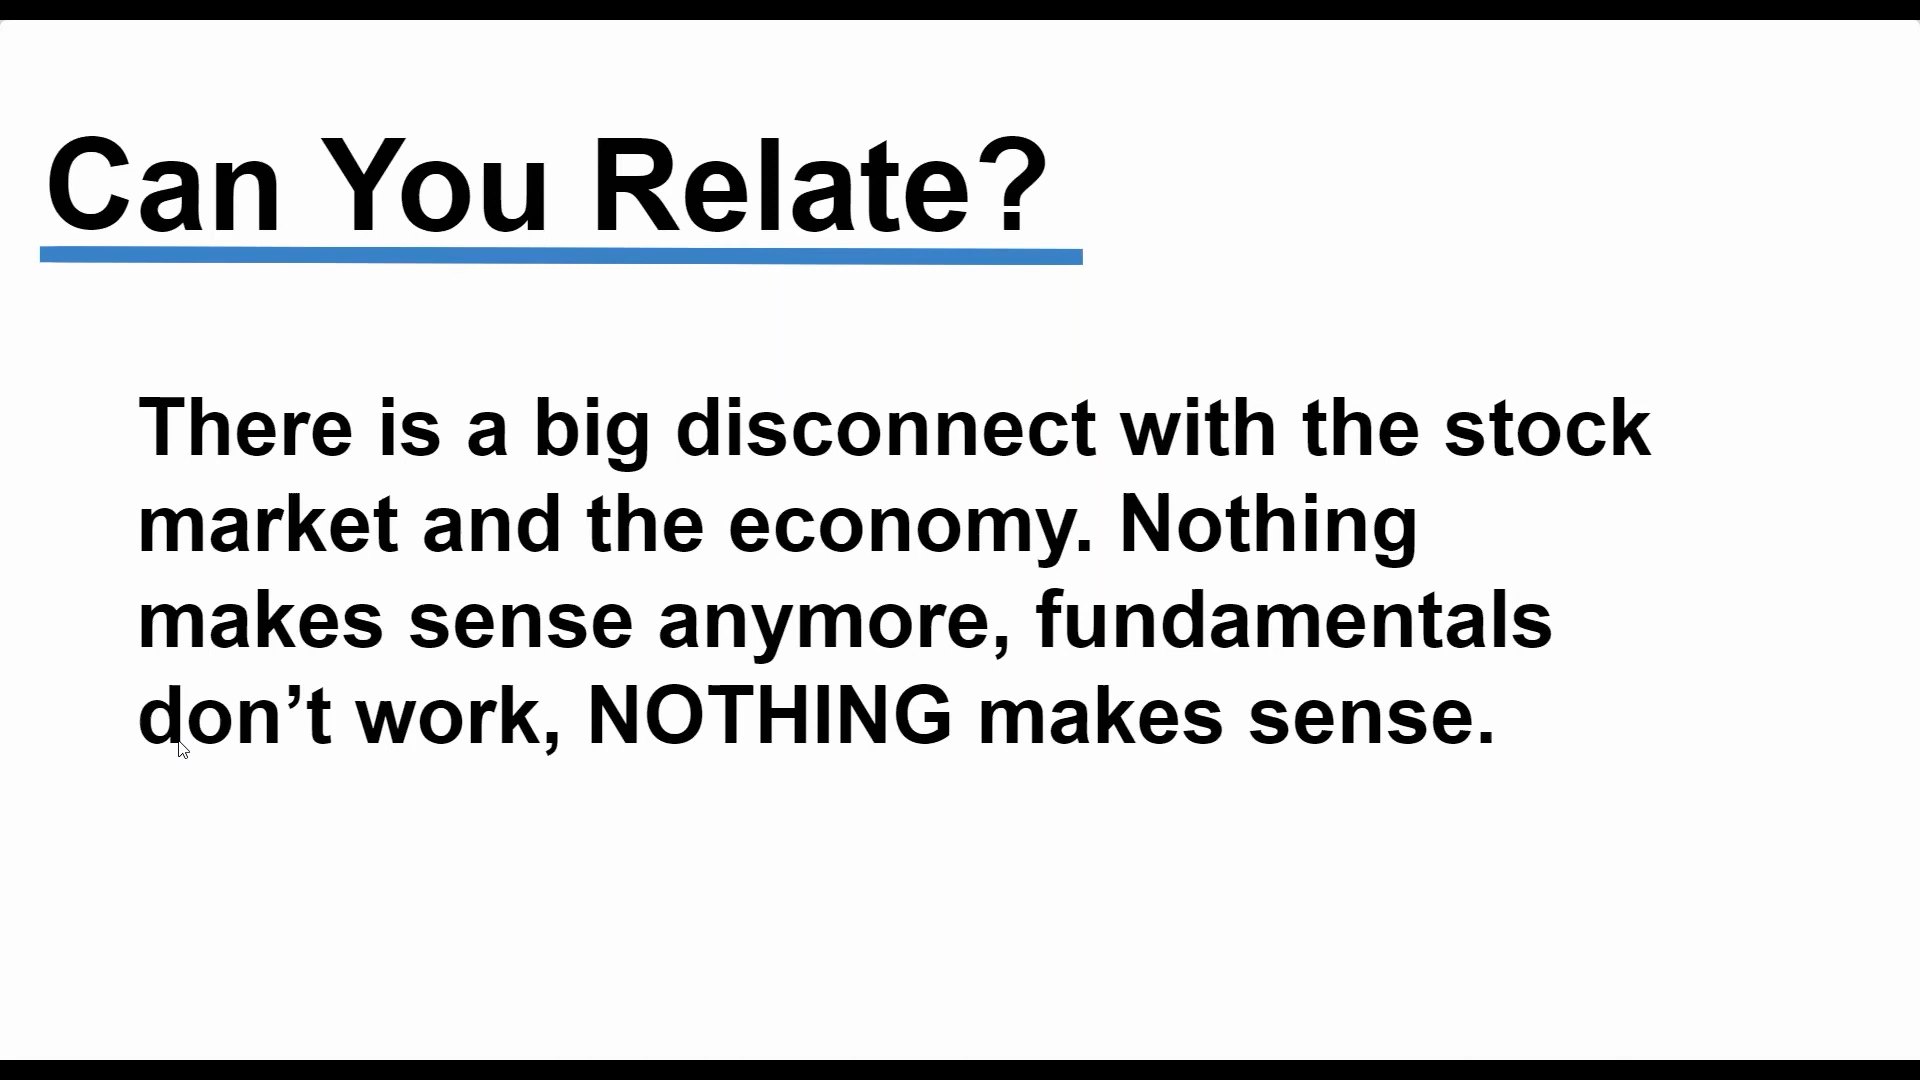 Can You Relate?
There is a big disconnect with the stock
market and the economy. Nothing
makes sense anymore, fundamentals
don’t work, NOTHING makes sense.